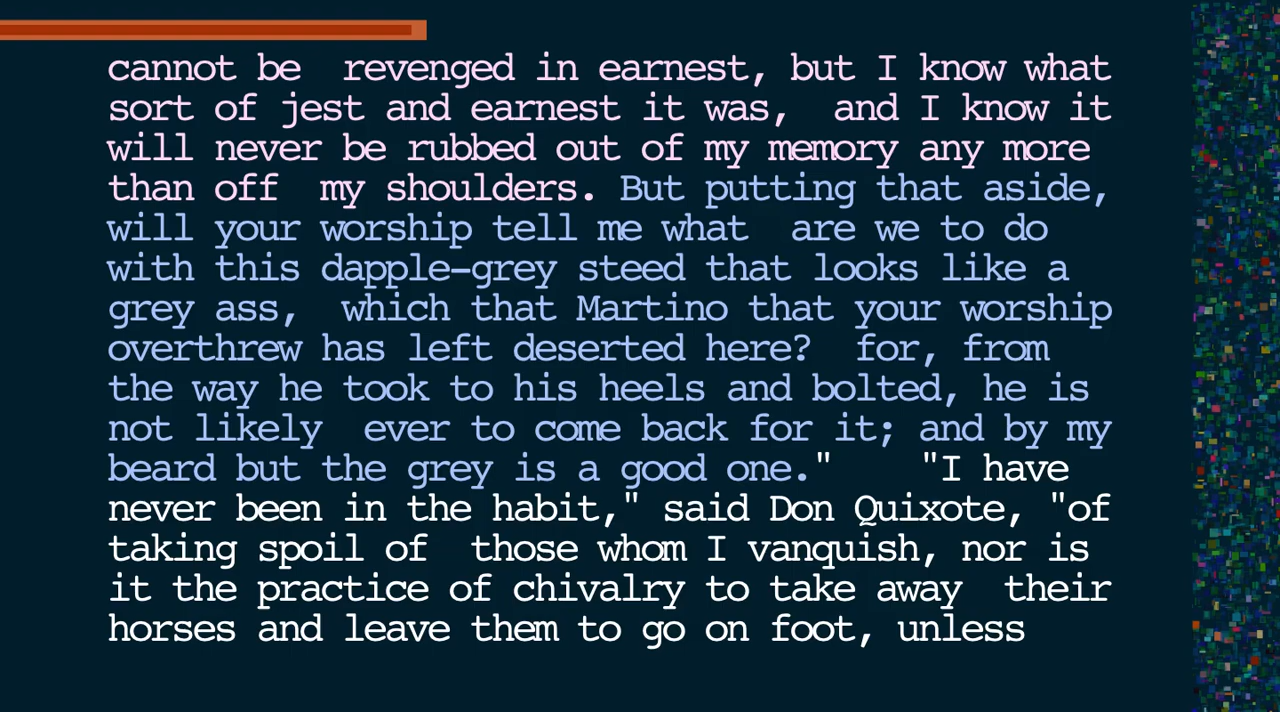 cannot be  revenged in earnest, but I know what
sort of jest and earnest it was,  and I know it
will never be rubbed out of my memory any more
than off  my shoulders. But putting that aside,
will your worship tell me what  are we to do
with this dapple-grey steed that looks like a
grey ass,  which that Martino that your worship
overthrew has left deserted here?  for, from
the way he took to his heels and bolted, he is
not likely  ever to come back for it; and by my
beard but the grey is a good one."    "I have
never been in the habit," said Don Quixote, "of
taking spoil of  those whom I vanquish, nor is
it the practice of chivalry to take away  their
horses and leave them to go on foot, unless